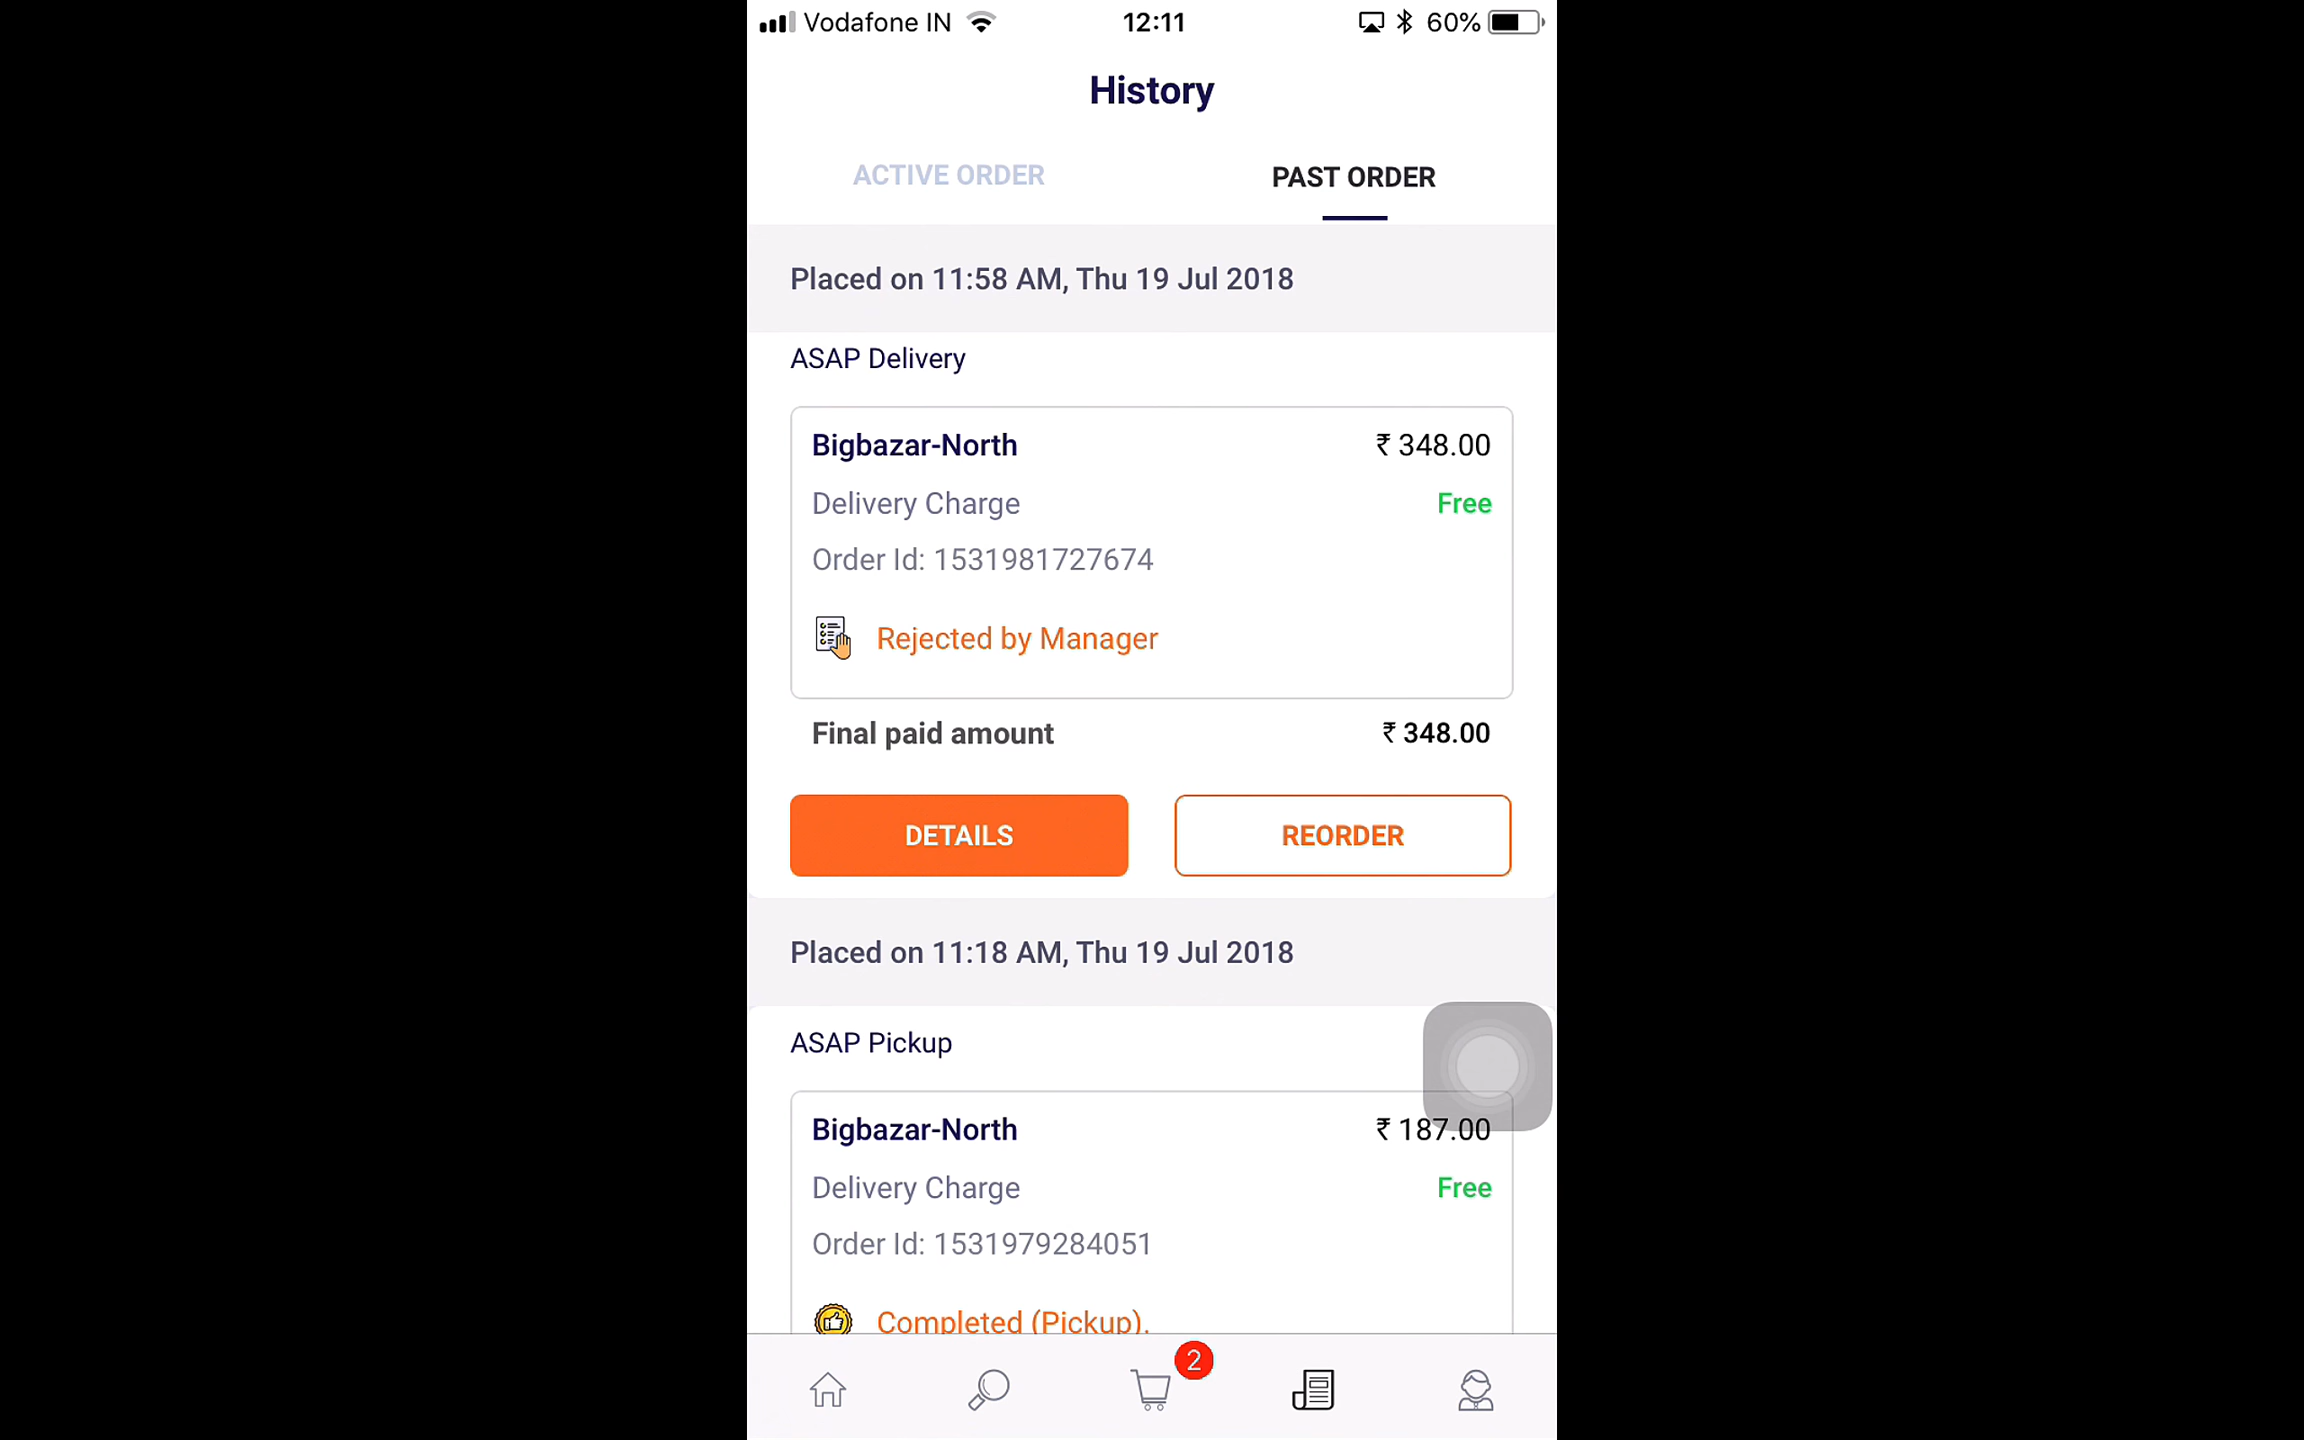 Vodafone IN 12:11 60%
History
ACTIVE ORDER PAST ORDER
Placed on 11:58 AM, Thu 19 Jul 2018
ASAP Delivery
Bigbazar-North ₹ 348.00
Delivery Charge Free
Order Id: 1531981727674
Rejected by Manager
Final paid amount ₹ 348.00
DETAILS REORDER
Placed on 11:18 AM, Thu 19 Jul 2018
ASAP Pickup
Bigbazar-North ₹ 187.00
Delivery Charge Free
Order Id: 1531979284051
Completed (Pickup).
2